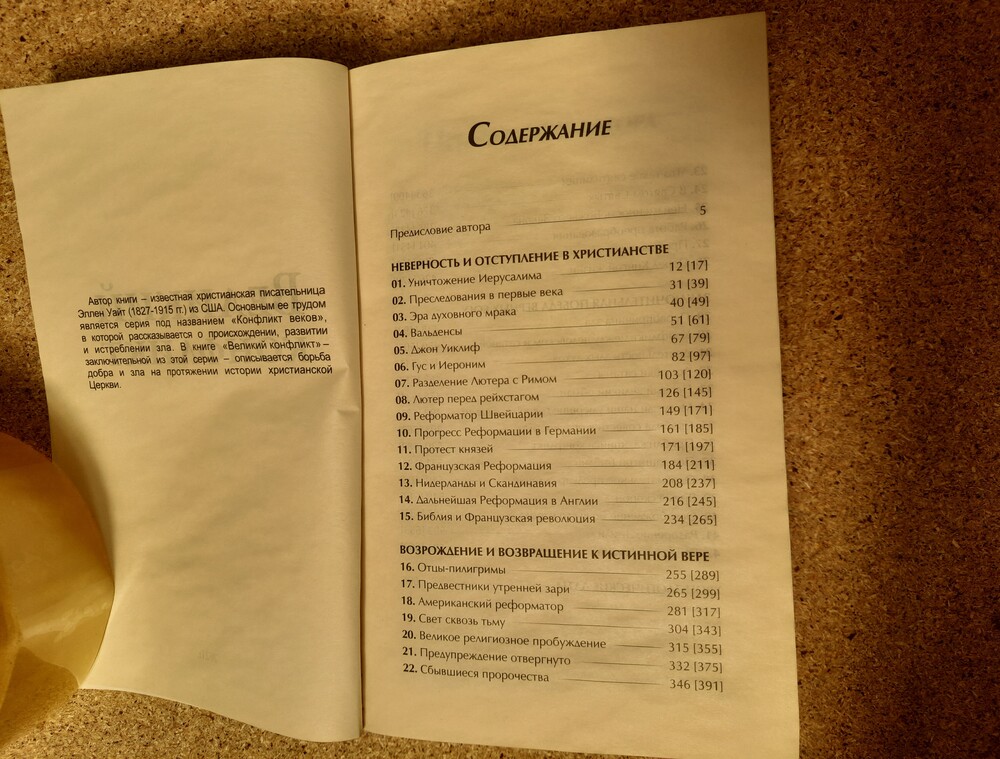 Автор книги – известная христианская писательница
Эллен Уайт (1827-1915 гг.) из США. Основным ее трудом
является серия под названием «Конфликт веков»,
в которой рассказывается о происхождении, развитии
и истреблении зла. В книге «Великий конфликт» –
заключительной из этой серии – описывается борьба
добра и зла на протяжении истории христианской
Церкви.
Содержание
Предисловие автора 5
НЕВЕРНОСТЬ И ОТСТУПЛЕНИЕ В ХРИСТИАНСТВЕ
01. Уничтожение Иерусалима 12 [17]
02. Преследования в первые века 31 [39]
03. Эра духовного мрака 40 [49]
04. Вальденсы 51 [61]
05. Джон Уиклиф 67 [79]
06. Гус и Иероним 82 [97]
07. Разделение Лютера с Римом 103 [120]
08. Лютер перед рейхстагом 126 [145]
09. Реформатор Швейцарии 149 [171]
10. Прогресс Реформации в Германии 161 [185]
11. Протест князей 171 [197]
12. Французская Реформация 184 [211]
13. Нидерланды и Скандинавия 208 [237]
14. Дальнейшая Реформация в Англии 216 [245]
15. Библия и Французская революция 234 [265]
ВОЗРОЖДЕНИЕ И ВОЗВРАЩЕНИЕ К ИСТИННОЙ ВЕРЕ
16. Отцы-пилигримы 255 [289]
17. Предвестники утренней зари 265 [299]
18. Американский реформатор 281 [317]
19. Свет сквозь тьму 304 [343]
20. Великое религиозное пробуждение 315 [355]
21. Предупреждение отвергнуто 332 [375]
22. Сбывшиеся пророчества 346 [391]